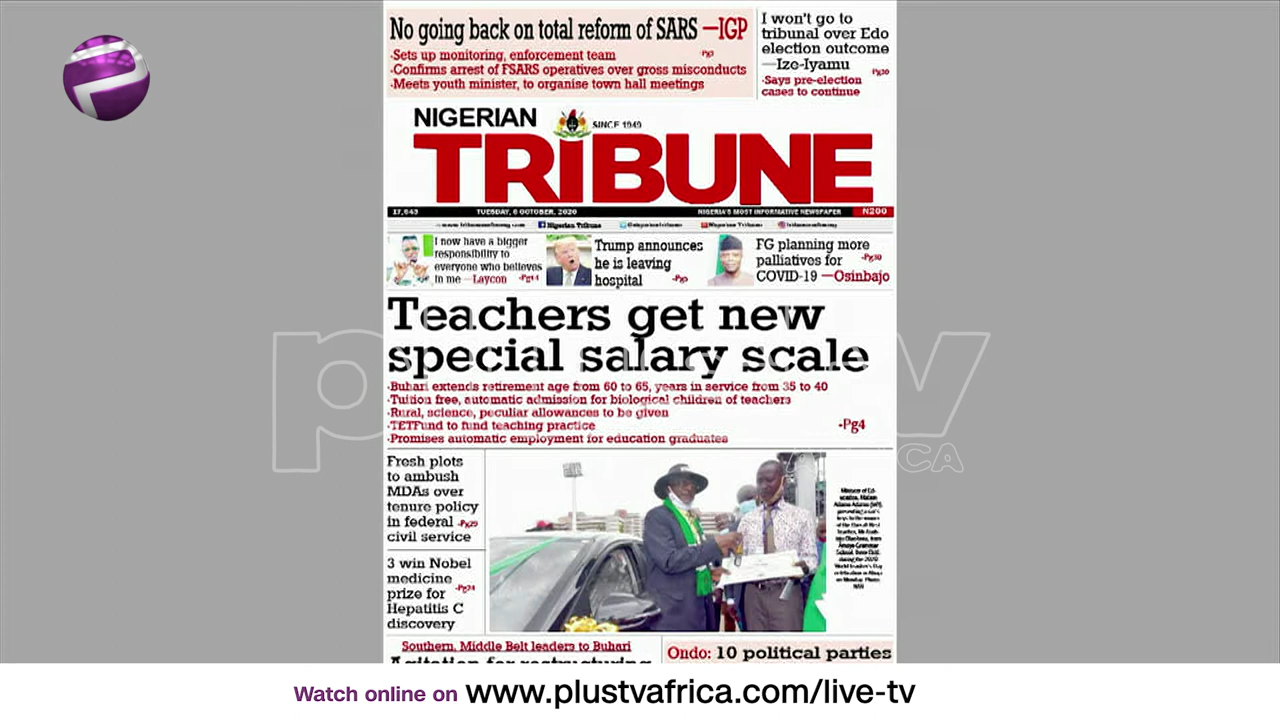 No going back on total reform of SARS —IGP
·Sets up monitoring, enforcement team
·Confirms arrest of FSARS operatives over gross misconducts
·Meets youth minister, to organise town hall meetings
I won't go to
tribunal over Edo
election outcome
—Ize-Iyamu
·Says pre-election
cases to continue
NIGERIAN
SINCE 1949
TRIBUNE
17,643 TUESDAY, 6 OCTOBER, 2020 NIGERIA'S MOST INFORMATIVE NEWSPAPER N200
Nigerian Tribune
I now have a bigger
responsibility to
everyone who believes
in me —Laycon
Trump announces
he is leaving
hospital
FG planning more
palliatives for
COVID-19 —Osinbajo
Teachers get new
special salary scale
·Buhari extends retirement age from 60 to 65, years in service from 35 to 40
·Tuition free, automatic admission for biological children of teachers
·Rural, science, peculiar allowances to be given
·TETFund to fund teaching practice -Pg4
·Promises automatic employment for education graduates
Fresh plots
to ambush
MDAs over
tenure policy
in federal
civil service
3 win Nobel
medicine
prize for
Hepatitis C
discovery
Southern, Middle Belt leaders to Buhari
Agitation for restructuring
Ondo: 10 political parties
Watch online on www.plustvafrica.com/live-tv